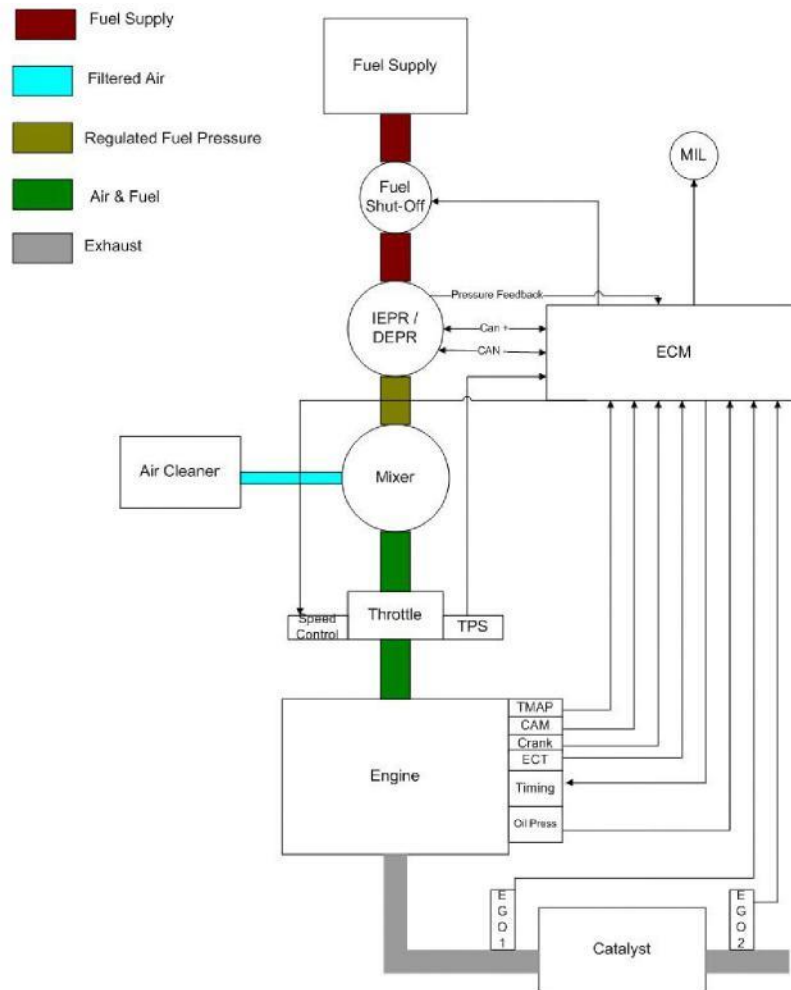 Fuel Supply
Filtered Air
Regulated Fuel Pressure
Air & Fuel
Exhaust
Fuel Supply
Fuel
Shut-Off
MIL
IEPR /
DEPR
Pressure Feedback
Can +
CAN -
ECM
Air Cleaner
Mixer
Speed
Control
Throttle
TPS
Engine
TMAP
CAM
Crank
ECT
Timing
Oil Press
E
G
O
1
Catalyst
E
G
O
2